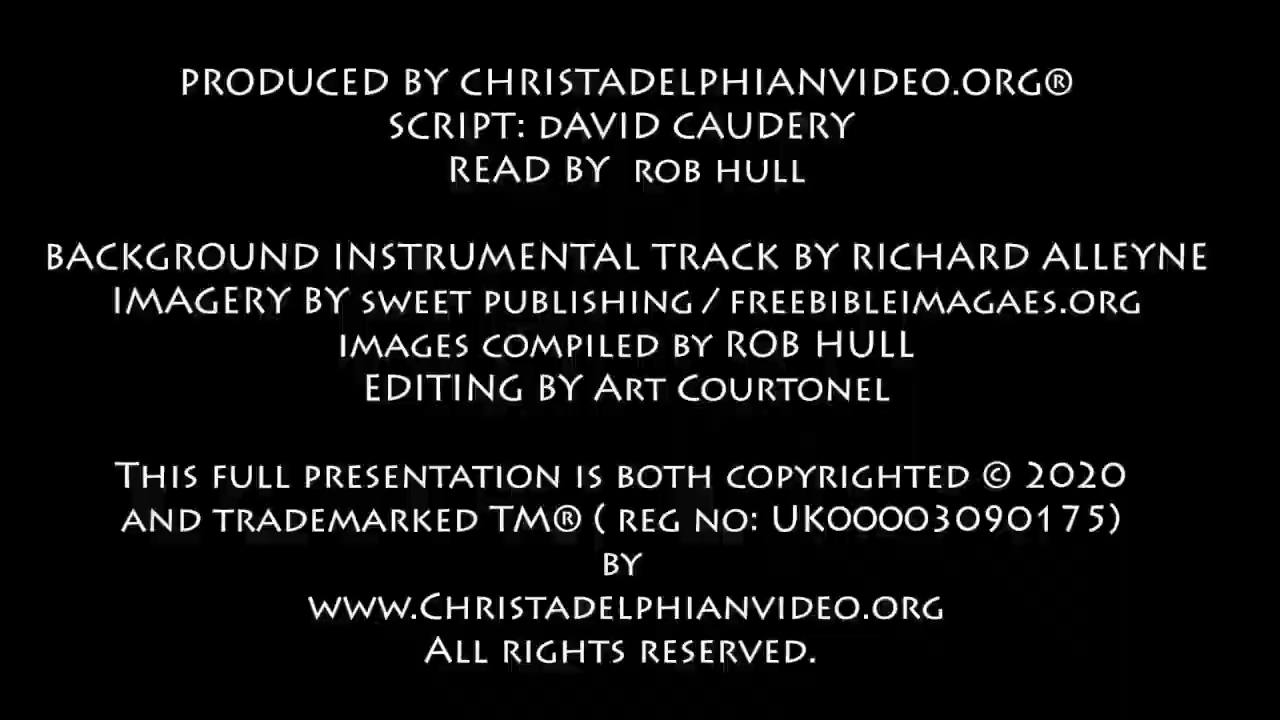 PRODUCED BY CHRISTADELPHIANVIDEO.ORG®
SCRIPT: DAVID CAUDERY
READ BY ROB HULL
BACKGROUND INSTRUMENTAL TRACK BY RICHARD ALLEYNE
IMAGERY BY SWEET PUBLISHING / FREEBIBLEIMAGAES.ORG
IMAGES COMPILED BY ROB HULL
EDITING BY ART COURTONEL
THIS FULL PRESENTATION IS BOTH COPYRIGHTED © 2020
AND TRADEMARKED TM® ( REG NO: UK00003090175)
BY
WWW.CHRISTADELPHIANVIDEO.ORG
ALL RIGHTS RESERVED.